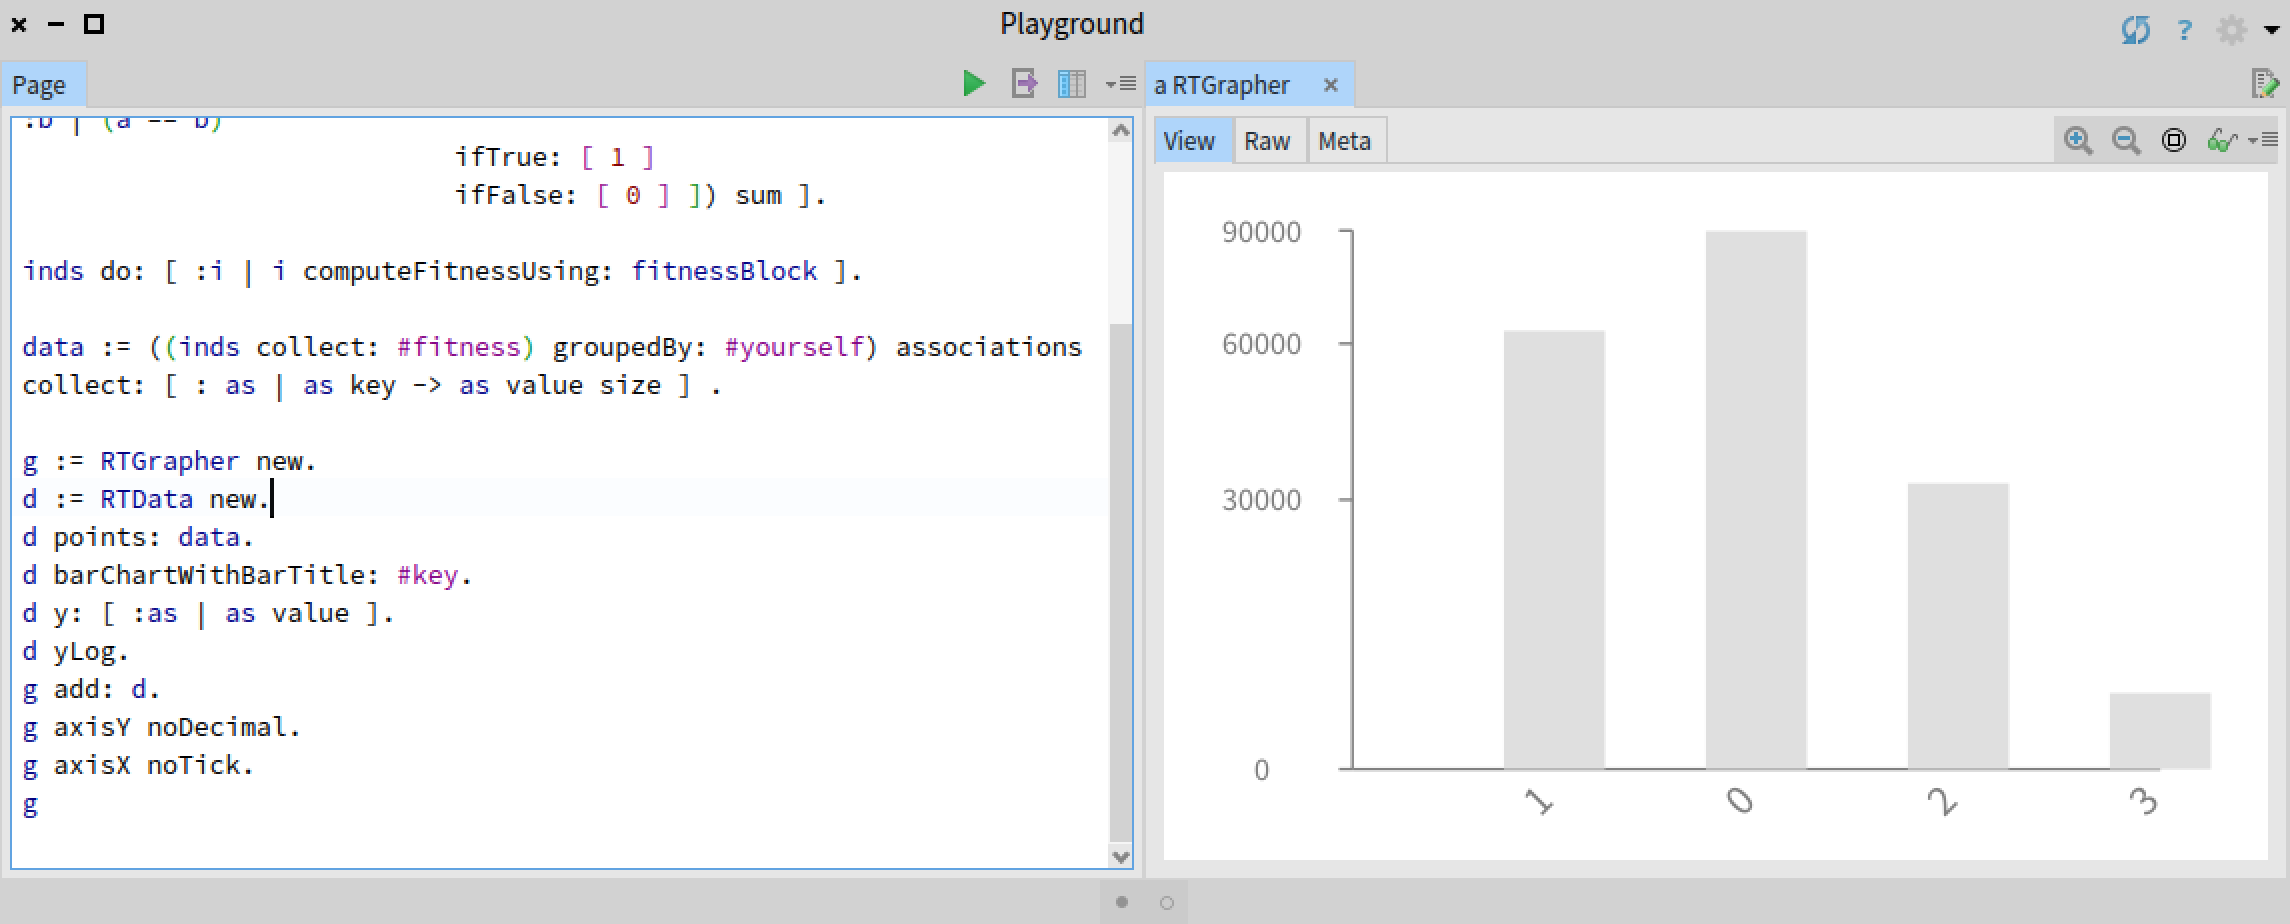 Playground
?
Page
:b | (a == b)
ifTrue: [ 1 ]
ifFalse: [ 0 ] ]) sum ].
inds do: [ :i | i computeFitnessUsing: fitnessBlock ].
data := ((inds collect: #fitness) groupedBy: #yourself) associations
collect: [ : as | as key -> as value size ] .
g := RTGrapher new.
d := RTData new.
d points: data.
d barChartWithBarTitle: #key.
d y: [ :as | as value ].
d yLog.
g add: d.
g axisY noDecimal.
g axisX noTick.
g
a RTGrapher
View Raw Meta
90000
60000
30000
0
1 0 2 3